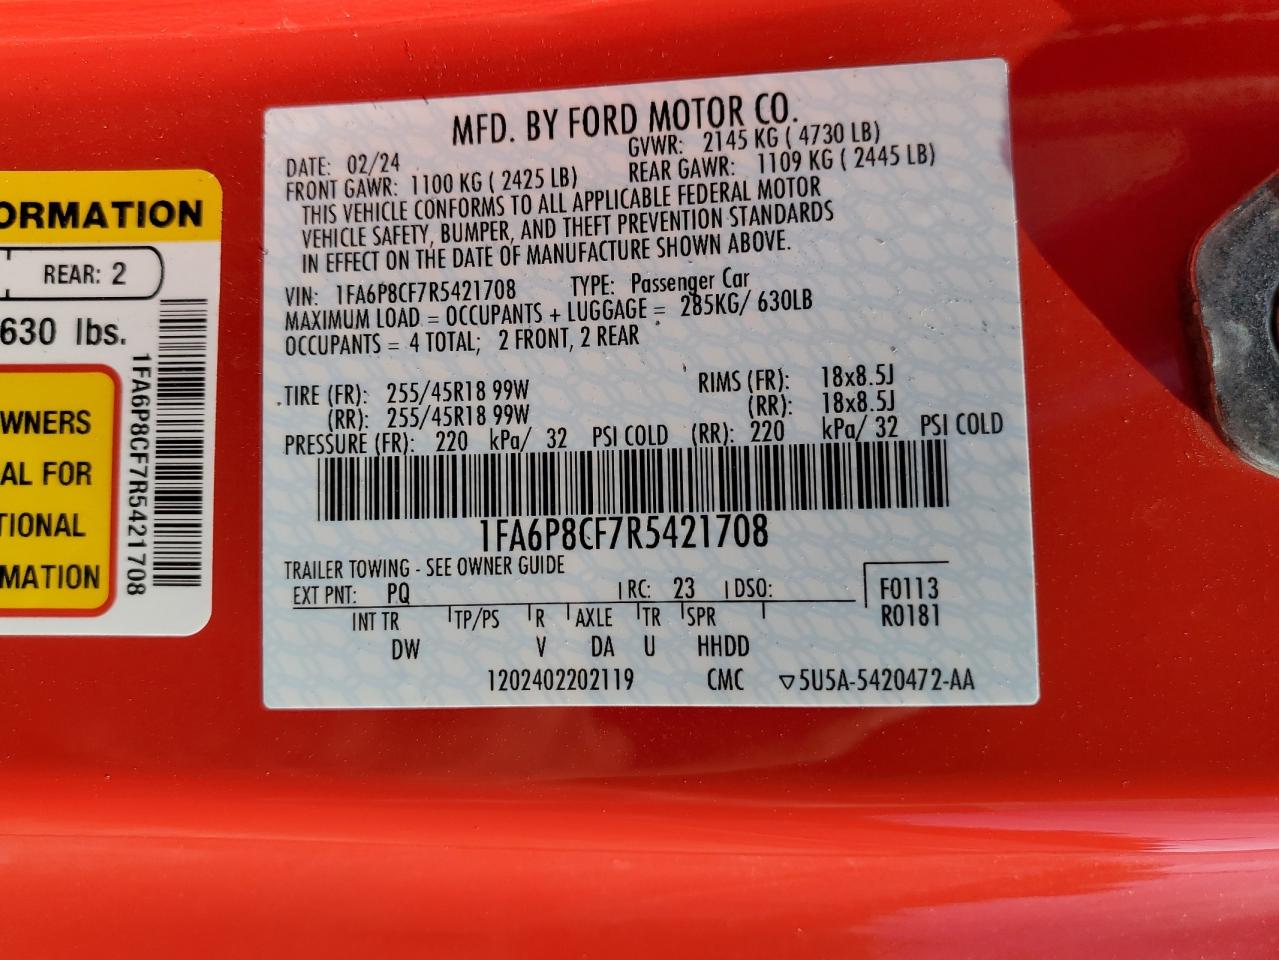 MFD. BY FORD MOTOR CO.
DATE: 02/24 GVWR: 2145 KG ( 4730 LB)
FRONT GAWR: 1100 KG ( 2425 LB) REAR GAWR: 1109 KG ( 2445 LB)
THIS VEHICLE CONFORMS TO ALL APPLICABLE FEDERAL MOTOR
VEHICLE SAFETY, BUMPER, AND THEFT PREVENTION STANDARDS
IN EFFECT ON THE DATE OF MANUFACTURE SHOWN ABOVE.
VIN: 1FA6P8CF7R5421708 TYPE: Passenger Car
MAXIMUM LOAD = OCCUPANTS + LUGGAGE = 285KG/ 630LB
OCCUPANTS = 4 TOTAL; 2 FRONT, 2 REAR
TIRE (FR): 255/45R18 99W RIMS (FR): 18x8.5J
(RR): 255/45R18 99W (RR): 18x8.5J
PRESSURE (FR): 220 kPa/ 32 PSI COLD (RR): 220 kPa/ 32 PSI COLD
1FA6P8CF7R5421708
TRAILER TOWING - SEE OWNER GUIDE
EXT PNT: PQ RC: 23 DSO: F0113
INT TR TP/PS R AXLE TR SPR R0181
DW V DA U HHDD
1202402202119 CMC ▽5U5A-5420472-AA
ORMATION
REAR: 2
630 lbs.
WNERS
AL FOR
TIONAL
MATION
1FA6P8CF7R5421708